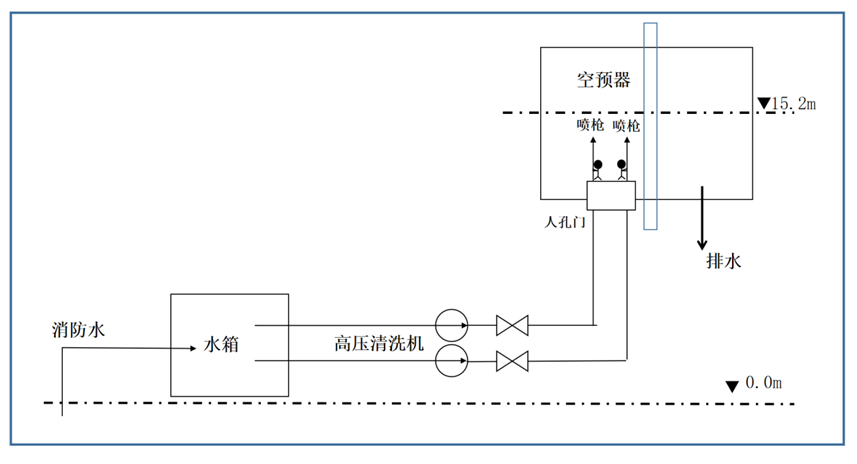 空预器
15.2m
喷枪 喷枪
人孔门
排水
消防水
水箱
高压清洗机
0.0m